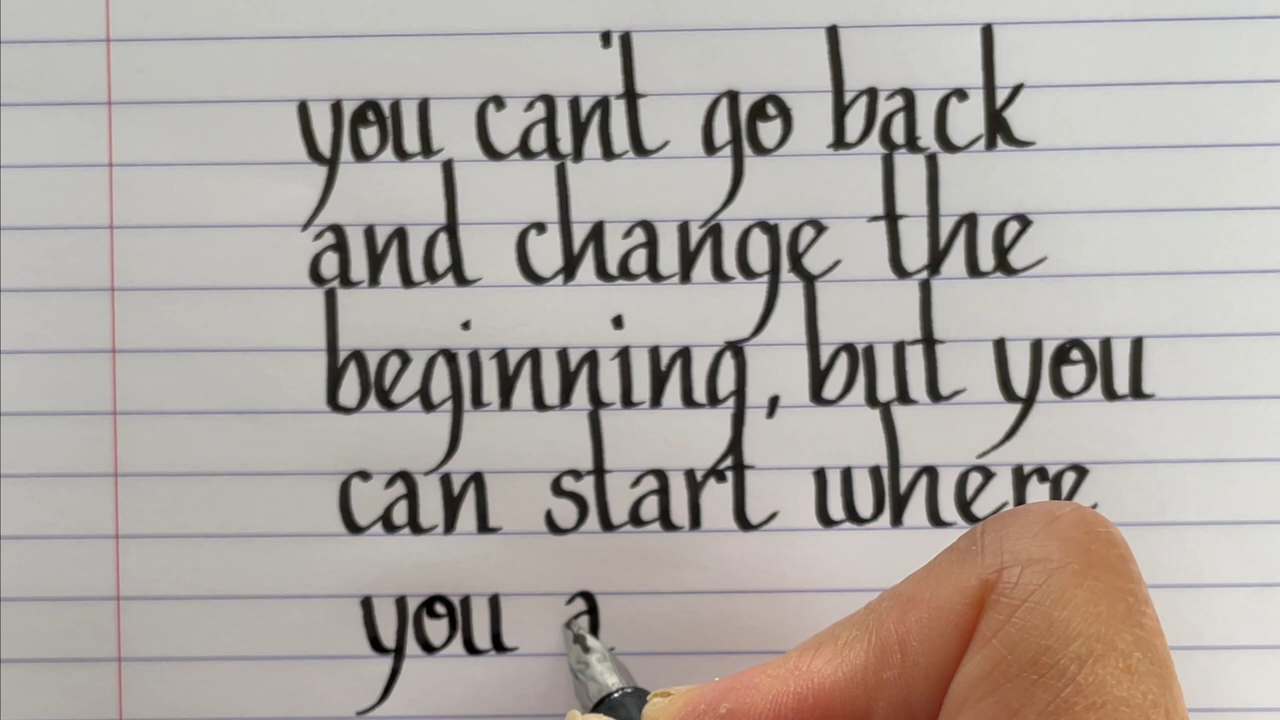 you can't go back
and change the
beginning, but you
can start where
you a